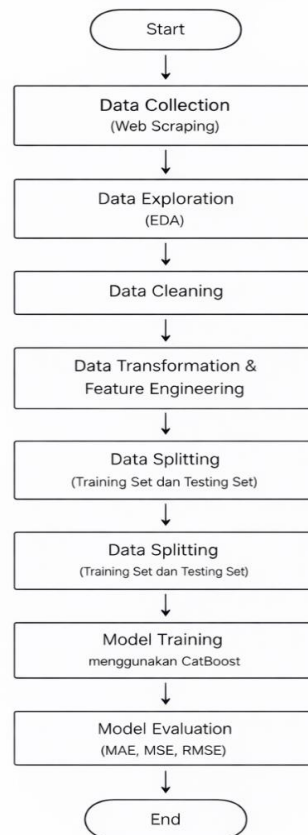 Start
Data Collection
(Web Scraping)
Data Exploration
(EDA)
Data Cleaning
Data Transformation &
Feature Engineering
Data Splitting
(Training Set dan Testing Set)
Data Splitting
(Training Set dan Testing Set)
Model Training
menggunakan CatBoost
Model Evaluation
(MAE, MSE, RMSE)
End